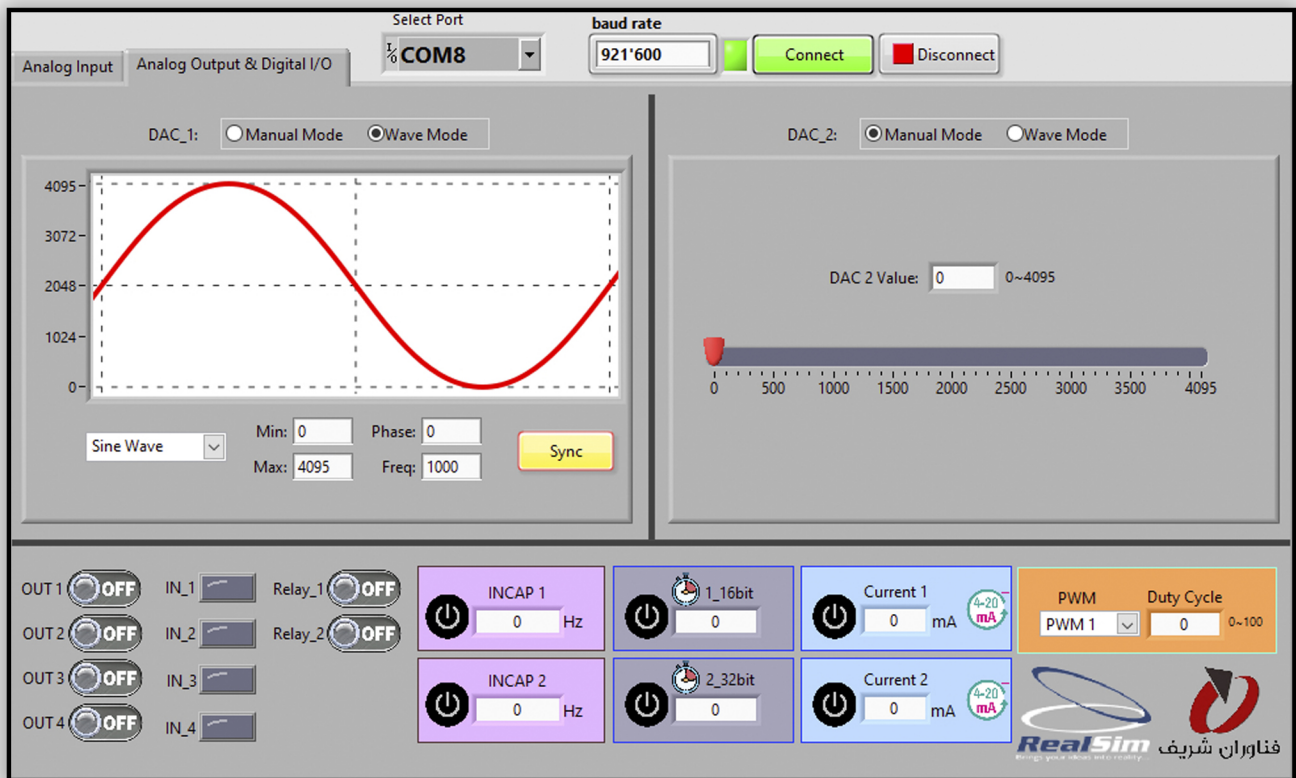 Select Port
baud rate
Analog Input
Analog Output & Digital I/O
COM8
921'600
Connect
Disconnect
DAC_1:
Manual Mode
Wave Mode
4095
3072
2048
1024
0
Sine Wave
Min: 0
Phase: 0
Max: 4095
Freq: 1000
Sync
DAC_2:
Manual Mode
Wave Mode
DAC 2 Value: 0 0~4095
0 500 1000 1500 2000 2500 3000 3500 4095
OUT 1 OFF
OUT 2 OFF
OUT 3 OFF
OUT 4 OFF
IN_1
IN_2
IN_3
IN_4
Relay_1 OFF
Relay_2 OFF
INCAP 1
0 Hz
INCAP 2
0 Hz
1_16bit
0
2_32bit
0
Current 1
0 mA
4-20
mA
Current 2
0 mA
4-20
mA
PWM
PWM 1
Duty Cycle
0 0~100
RealSim
Brings your ideas into reality...
فناوران شریف